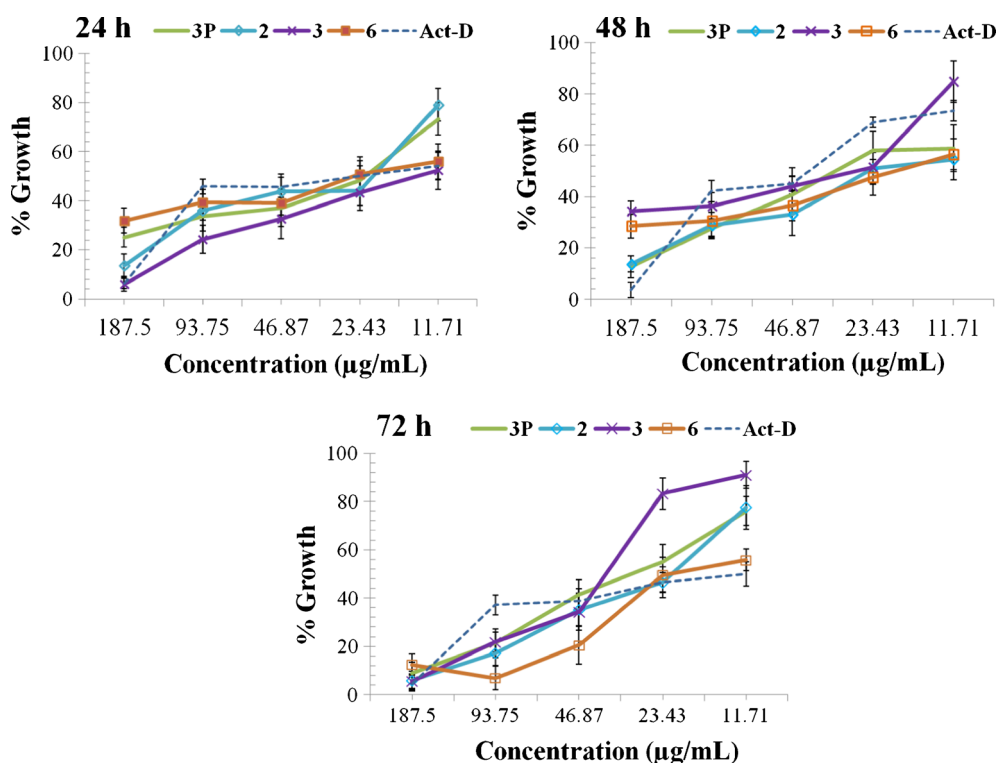 24 h 3P 2 3 6 Act-D
100
80
60
40
20
0
% Growth
187.5 93.75 46.87 23.43 11.71
Concentration (µg/mL)
48 h 3P 2 3 6 Act-D
100
80
60
40
20
0
% Growth
187.5 93.75 46.87 23.43 11.71
Concentration (µg/mL)
72 h 3P 2 3 6 Act-D
100
80
60
40
20
0
% Growth
187.5 93.75 46.87 23.43 11.71
Concentration (µg/mL)